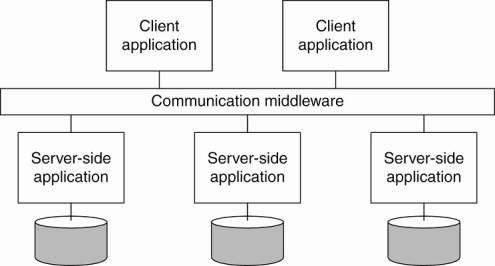 Client
application
Client
application
Communication middleware
Server-side
application
Server-side
application
Server-side
application